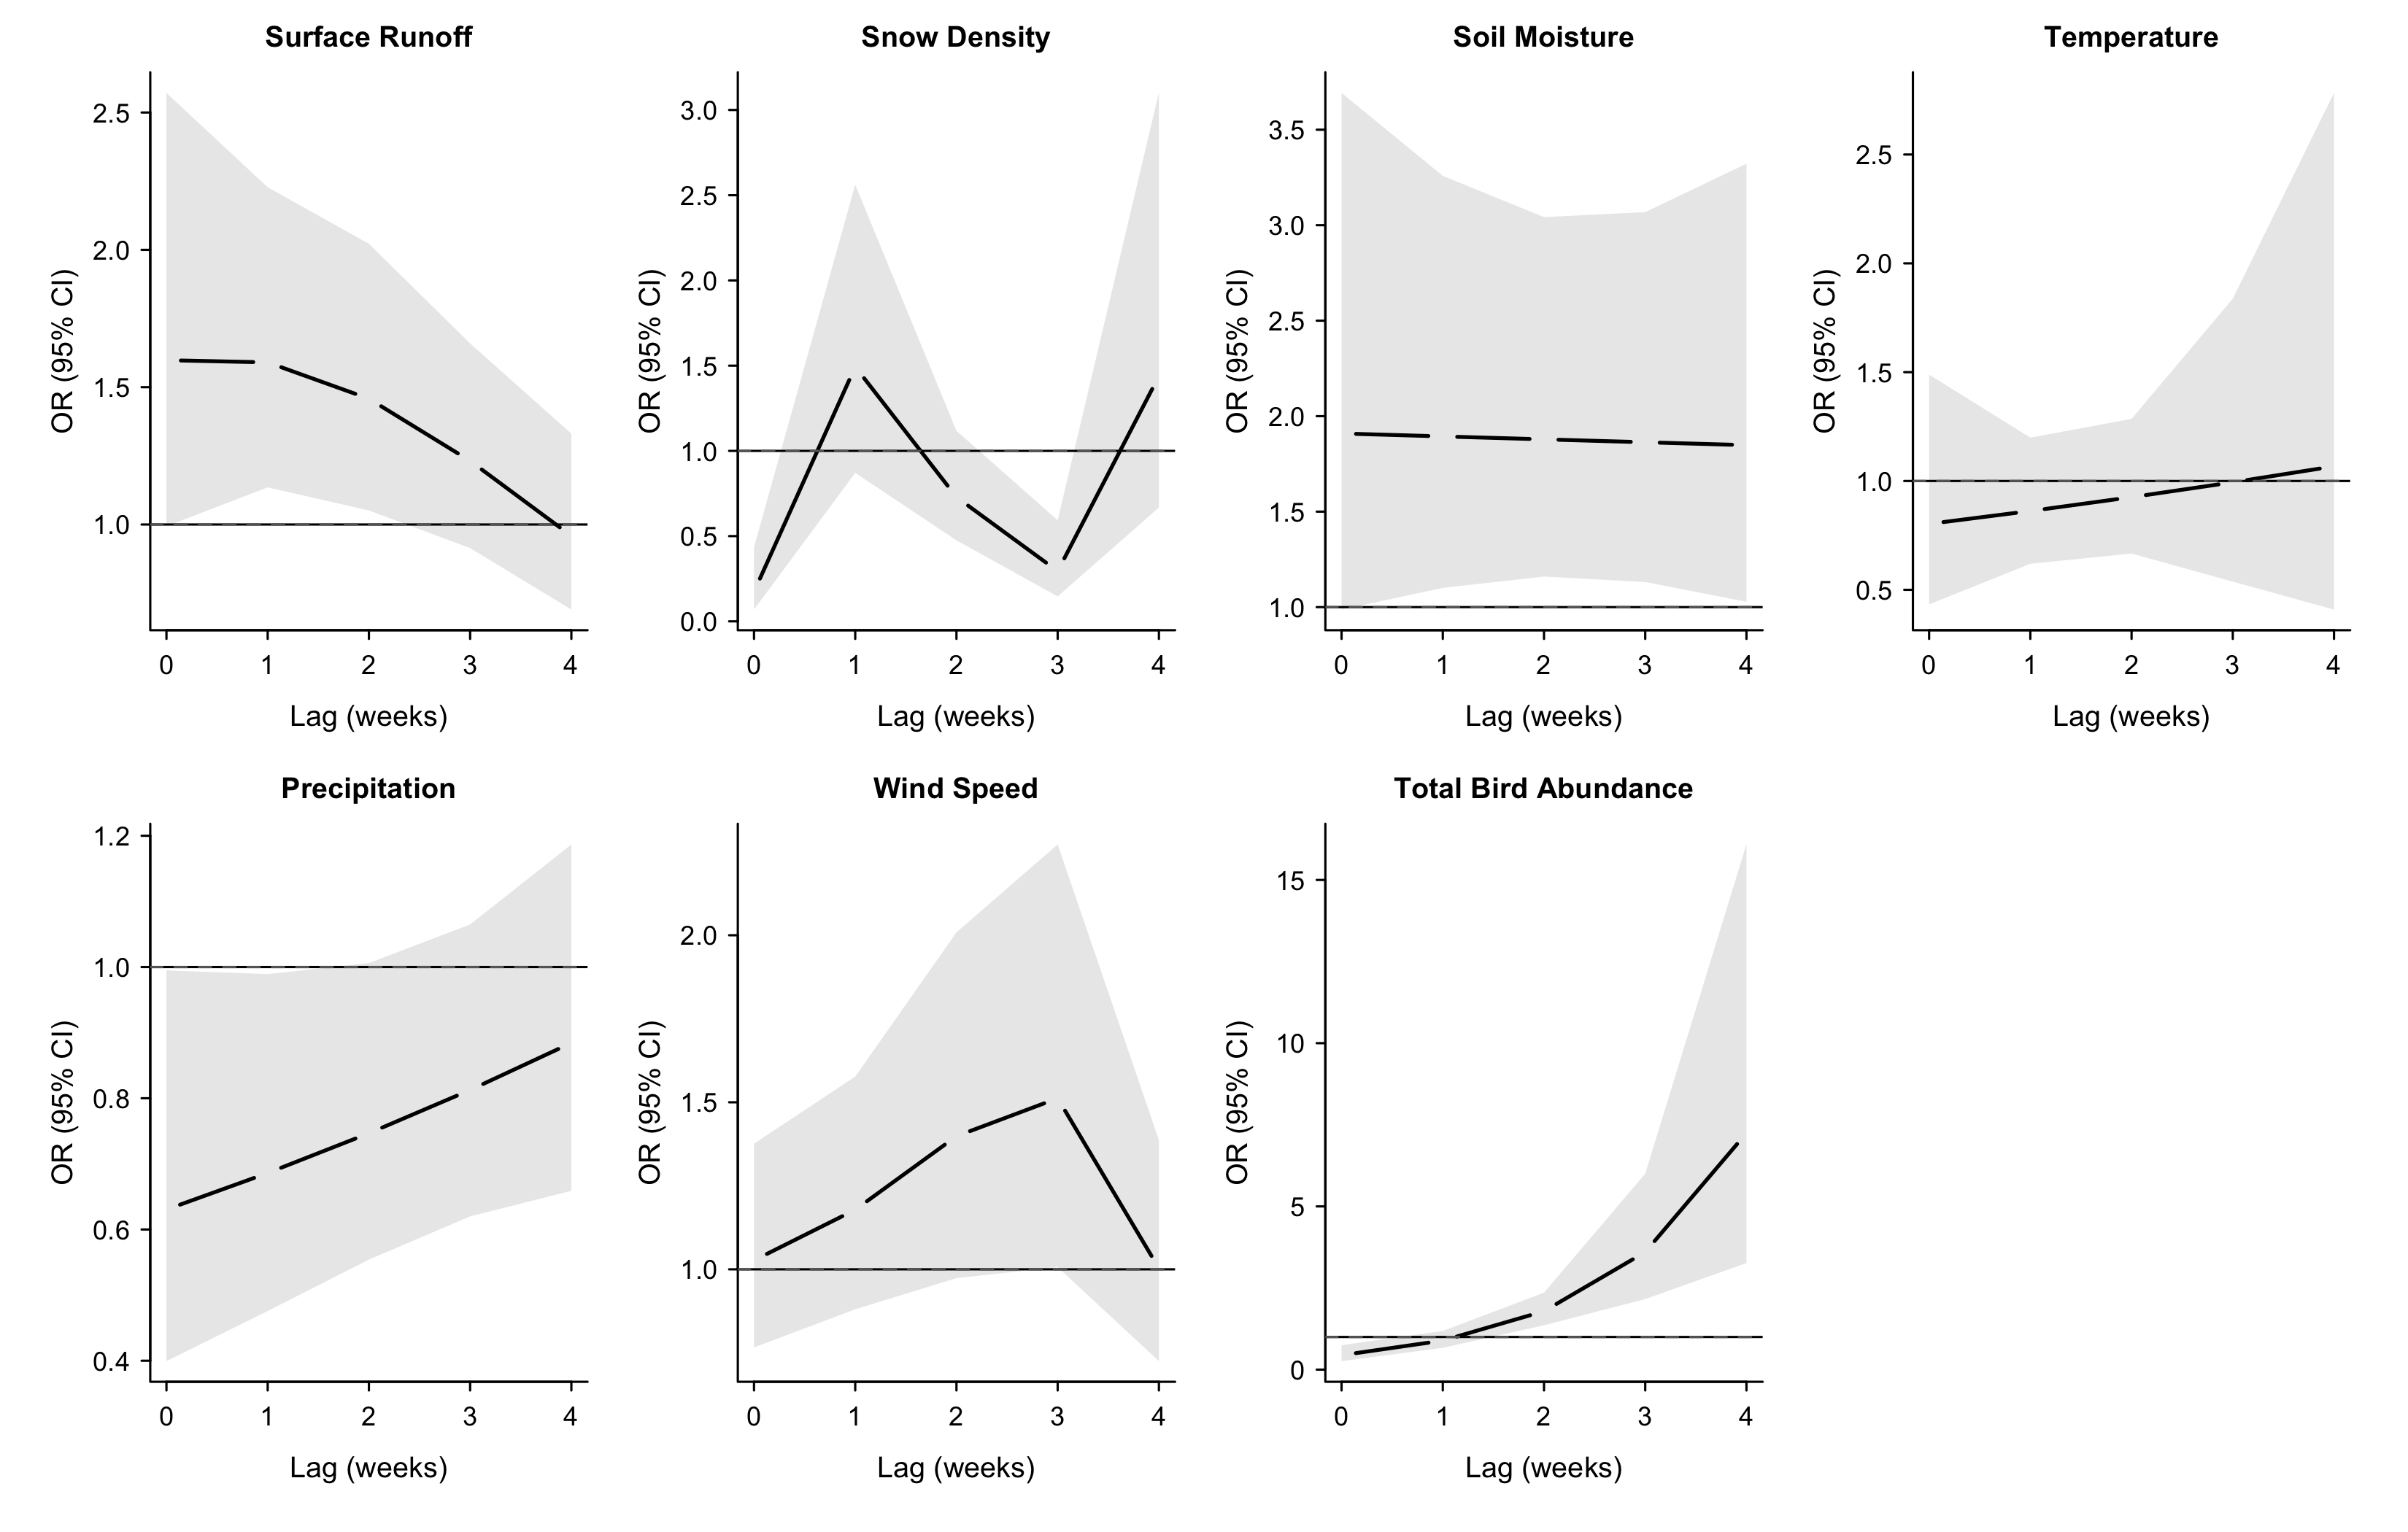 Surface Runoff
OR (95% CI)
2.5
2.0
1.5
1.0
0 1 2 3 4
Lag (weeks)
Snow Density
OR (95% CI)
3.0
2.5
2.0
1.5
1.0
0.5
0.0
0 1 2 3 4
Lag (weeks)
Soil Moisture
OR (95% CI)
3.5
3.0
2.5
2.0
1.5
1.0
0 1 2 3 4
Lag (weeks)
Temperature
OR (95% CI)
2.5
2.0
1.5
1.0
0.5
0 1 2 3 4
Lag (weeks)
Precipitation
OR (95% CI)
1.2
1.0
0.8
0.6
0.4
0 1 2 3 4
Lag (weeks)
Wind Speed
OR (95% CI)
2.0
1.5
1.0
0 1 2 3 4
Lag (weeks)
Total Bird Abundance
OR (95% CI)
15
10
5
0
0 1 2 3 4
Lag (weeks)